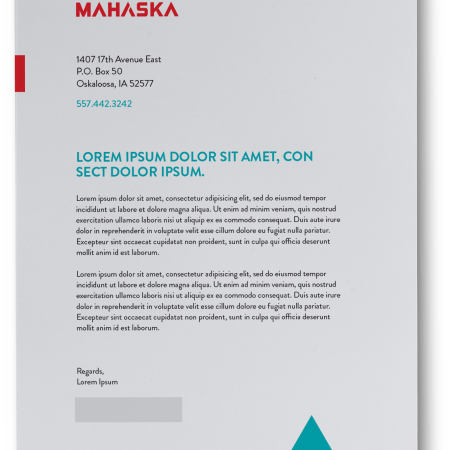 MAHASKA
1407 17th Avenue East
P.O. Box 50
Oskaloosa, IA 52577
557.442.3242
LOREM IPSUM DOLOR SIT AMET, CON
SECT DOLOR IPSUM.
Lorem ipsum dolor sit amet, consectetur adipisicing elit, sed do eiusmod tempor
incididunt ut labore et dolore magna aliqua. Ut enim ad minim veniam, quis nostrud
exercitation ullamco laboris nisi ut aliquip ex ea commodo consequat. Duis aute irure
dolor in reprehenderit in voluptate velit esse cillum dolore eu fugiat nulla pariatur.
Excepteur sint occaecat cupidatat non proident, sunt in culpa qui officia deserunt
mollit anim id est laborum.
Lorem ipsum dolor sit amet, consectetur adipisicing elit, sed do eiusmod tempor
incididunt ut labore et dolore magna aliqua. Ut enim ad minim veniam, quis nostrud
exercitation ullamco laboris nisi ut aliquip ex ea commodo consequat. Duis aute irure
dolor in reprehenderit in voluptate velit esse cillum dolore eu fugiat nulla pariatur.
Excepteur sint occaecat cupidatat non proident, sunt in culpa qui officia deserunt
mollit anim id est laborum.
Regards,
Lorem Ipsum